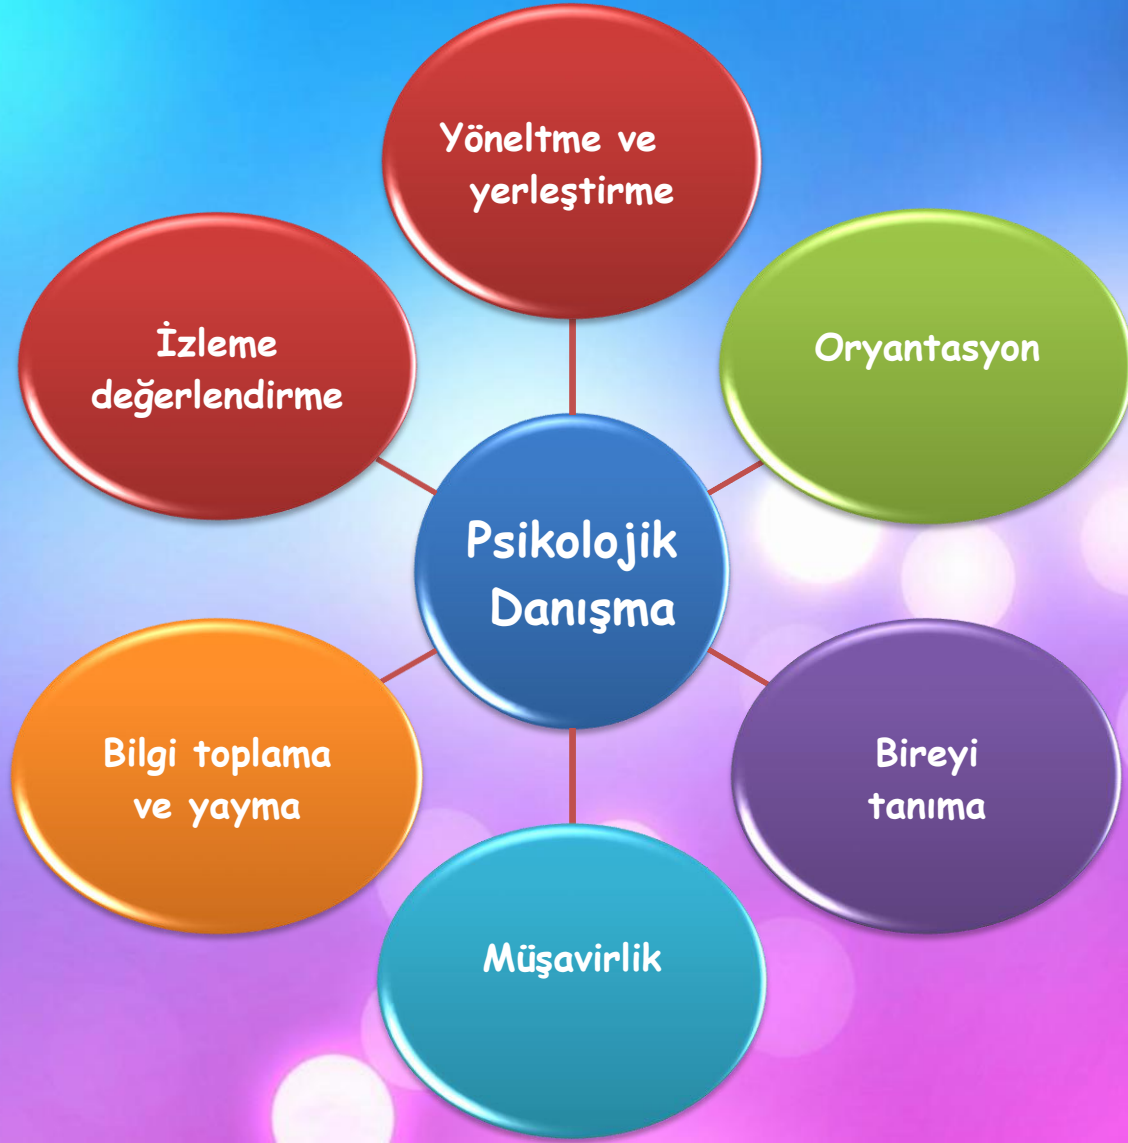 Yöneltme ve
yerleştirme
İzleme
değerlendirme
Oryantasyon
Psikolojik
Danışma
Bilgi toplama
ve yayma
Bireyi
tanıma
Müşavirlik